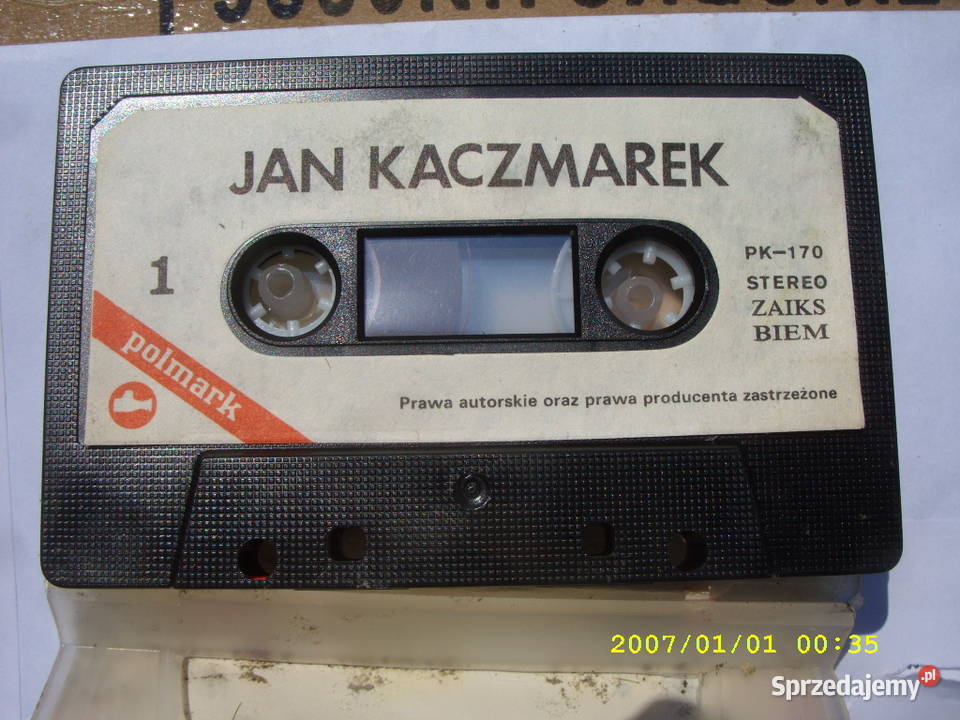 JAN KACZMAREK
1
PK-170
STEREO
ZAIKS
BIEM
polmark
Prawa autorskie oraz prawa producenta zastrzeżone
2007/01/01 00:35
Sprzedajemy.pl